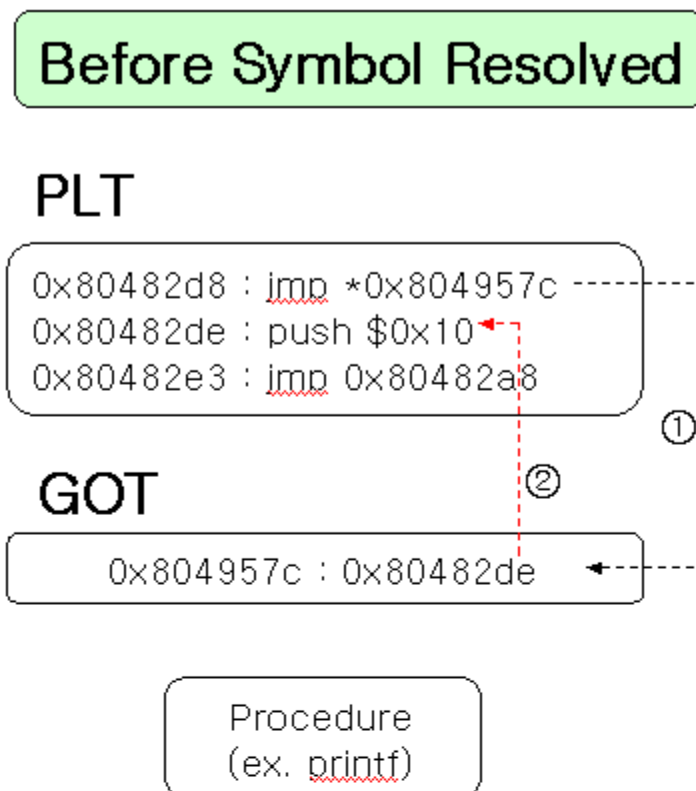 Before Symbol Resolved
PLT
0x80482d8 : jmp *0x804957c
0x80482de : push $0x10
0x80482e3 : jmp 0x80482a8
①
②
GOT
0x804957c : 0x80482de
Procedure
(ex. printf)